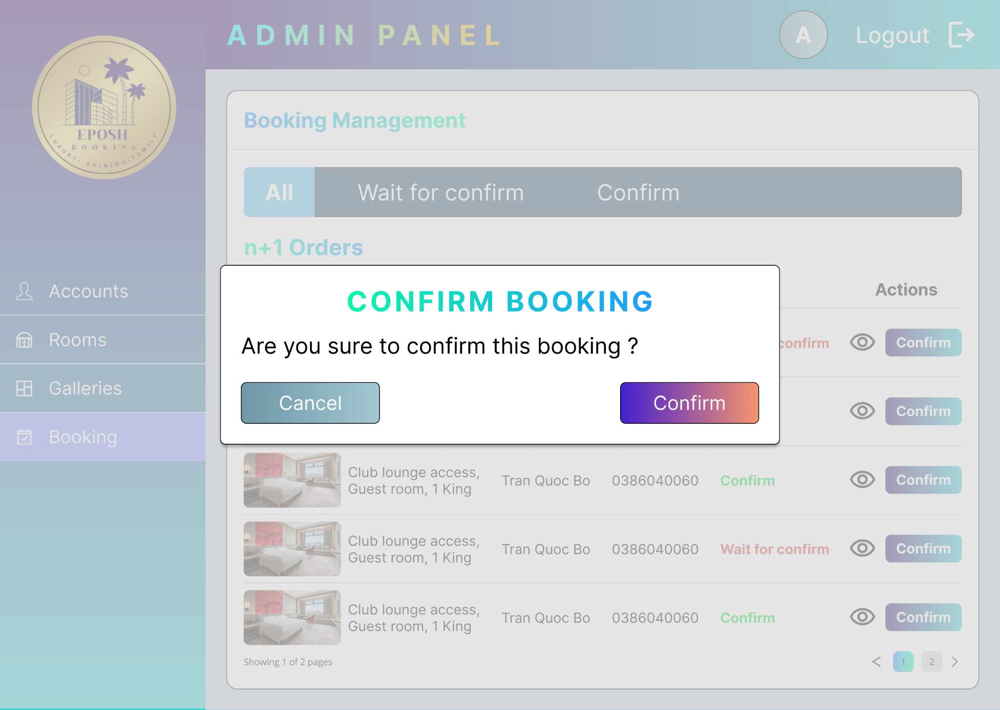 ADMIN PANEL
A
Logout
EPOSH
BOOKING
LUXURY • SHINING • FAMILY
Booking Management
All
Wait for confirm
Confirm
n+1 Orders
Accounts
Rooms
Galleries
Booking
Actions
CONFIRM BOOKING
Are you sure to confirm this booking ?
Cancel
Confirm
confirm
Confirm
Confirm
Club lounge access,
Guest room, 1 King
Tran Quoc Bo
0386040060
Confirm
Confirm
Club lounge access,
Guest room, 1 King
Tran Quoc Bo
0386040060
Wait for confirm
Confirm
Club lounge access,
Guest room, 1 King
Tran Quoc Bo
0386040060
Confirm
Confirm
Showing 1 of 2 pages
< 1 2 >